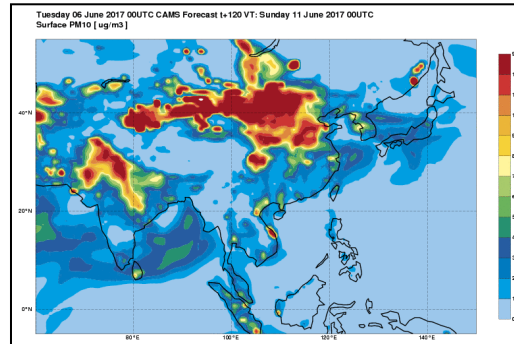 Tuesday 06 June 2017 00UTC CAMS Forecast t+120 VT: Sunday 11 June 2017 00UTC
Surface PM10 [ ug/m3 ]
40°N
20°N
0°N
80°E
100°E
120°E
140°E